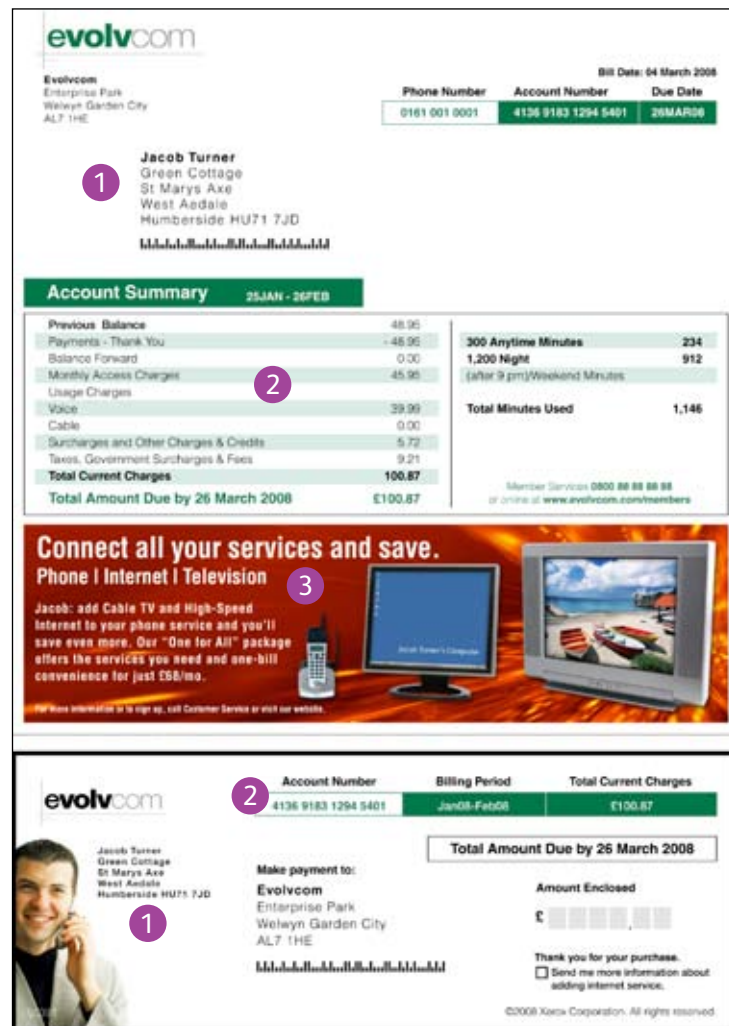 evolvcom
Evolvcom
Enterprise Park
Welwyn Garden City
AL7 1HE
Bill Date: 04 March 2008
Phone Number Account Number Due Date
0161 001 0001 4136 9183 1294 5401 26MAR08
1
Jacob Turner
Green Cottage
St Marys Axe
West Aedale
Humberside HU71 7JD
Account Summary 25JAN - 26FEB
Previous Balance 48.95
Payments - Thank You - 48.95
Balance Forward 0.00
Monthly Access Charges 45.95
2
Usage Charges
Voice 39.99
Cable 0.00
Surcharges and Other Charges & Credits 5.72
Taxes, Government Surcharges & Fees 9.21
Total Current Charges 100.87
Total Amount Due by 26 March 2008 £100.87
300 Anytime Minutes 234
1,200 Night 912
(after 9 pm)/Weekend Minutes
Total Minutes Used 1,146
Member Services 0800 88 88 88 88
or online at www.evolvcom.com/members
Connect all your services and save.
Phone | Internet | Television
3
Jacob: add Cable TV and High-Speed
Internet to your phone service and you'll
save even more. Our "One for All" package
offers the services you need and one-bill
convenience for just £68/mo.
For more information or to sign up, call Customer Service or visit our website.
Jacob Turner's Computer
evolvcom
2
Account Number Billing Period Total Current Charges
4136 9183 1294 5401 Jan08-Feb08 £100.87
Total Amount Due by 26 March 2008
Jacob Turner
Green Cottage
St Marys Axe
West Aedale
Humberside HU71 7JD
1
Make payment to:
Evolvcom
Enterprise Park
Welwyn Garden City
AL7 1HE
Amount Enclosed
£ .
Thank you for your purchase.
Send me more information about
adding internet service.
©2008 Xerox Corporation. All rights reserved.